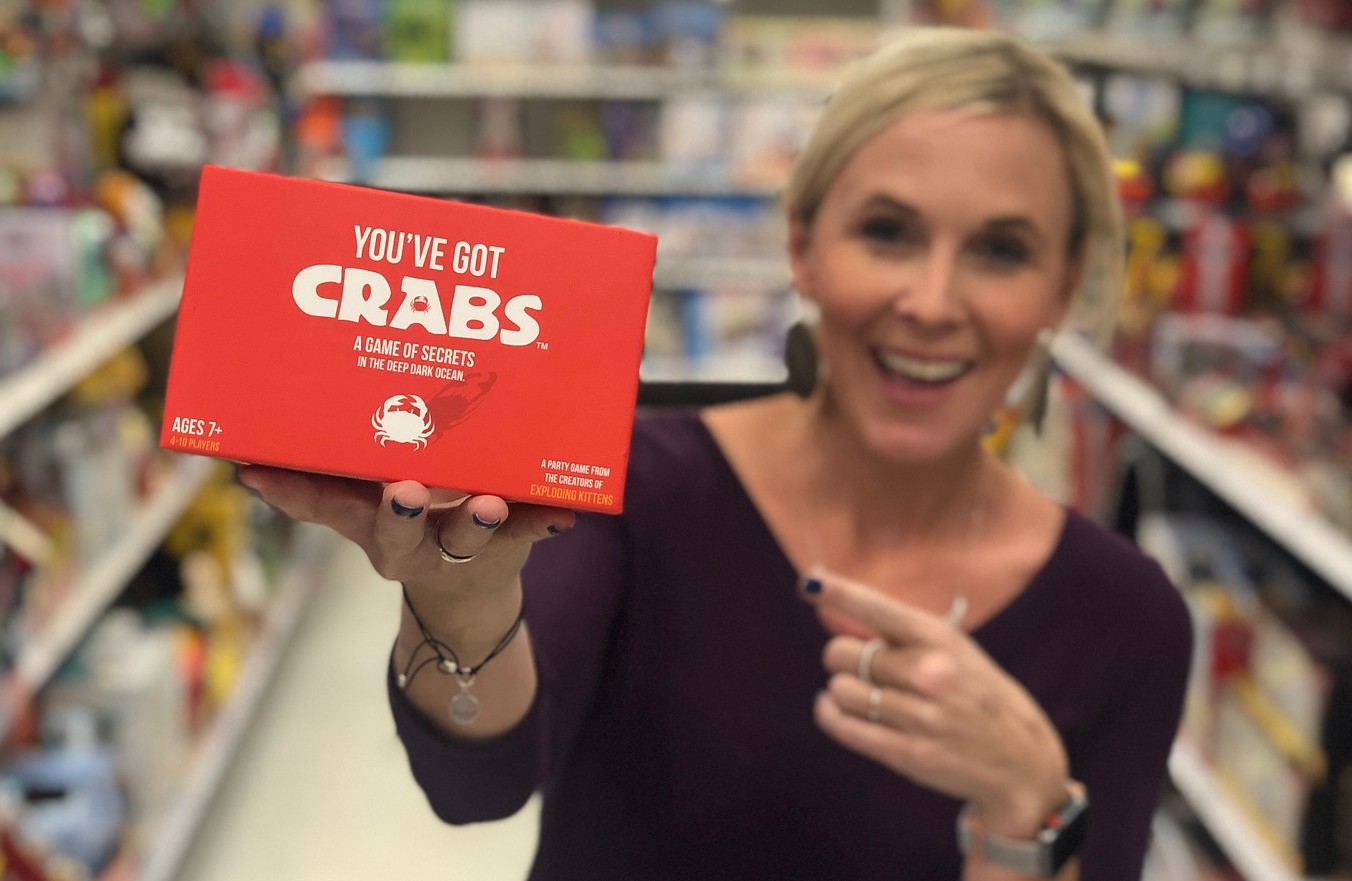 YOU'VE GOT
CRABS™
A GAME OF SECRETS
IN THE DEEP DARK OCEAN.
AGES 7+
4-10 PLAYERS
A PARTY GAME FROM
THE CREATORS OF
EXPLODING KITTENS